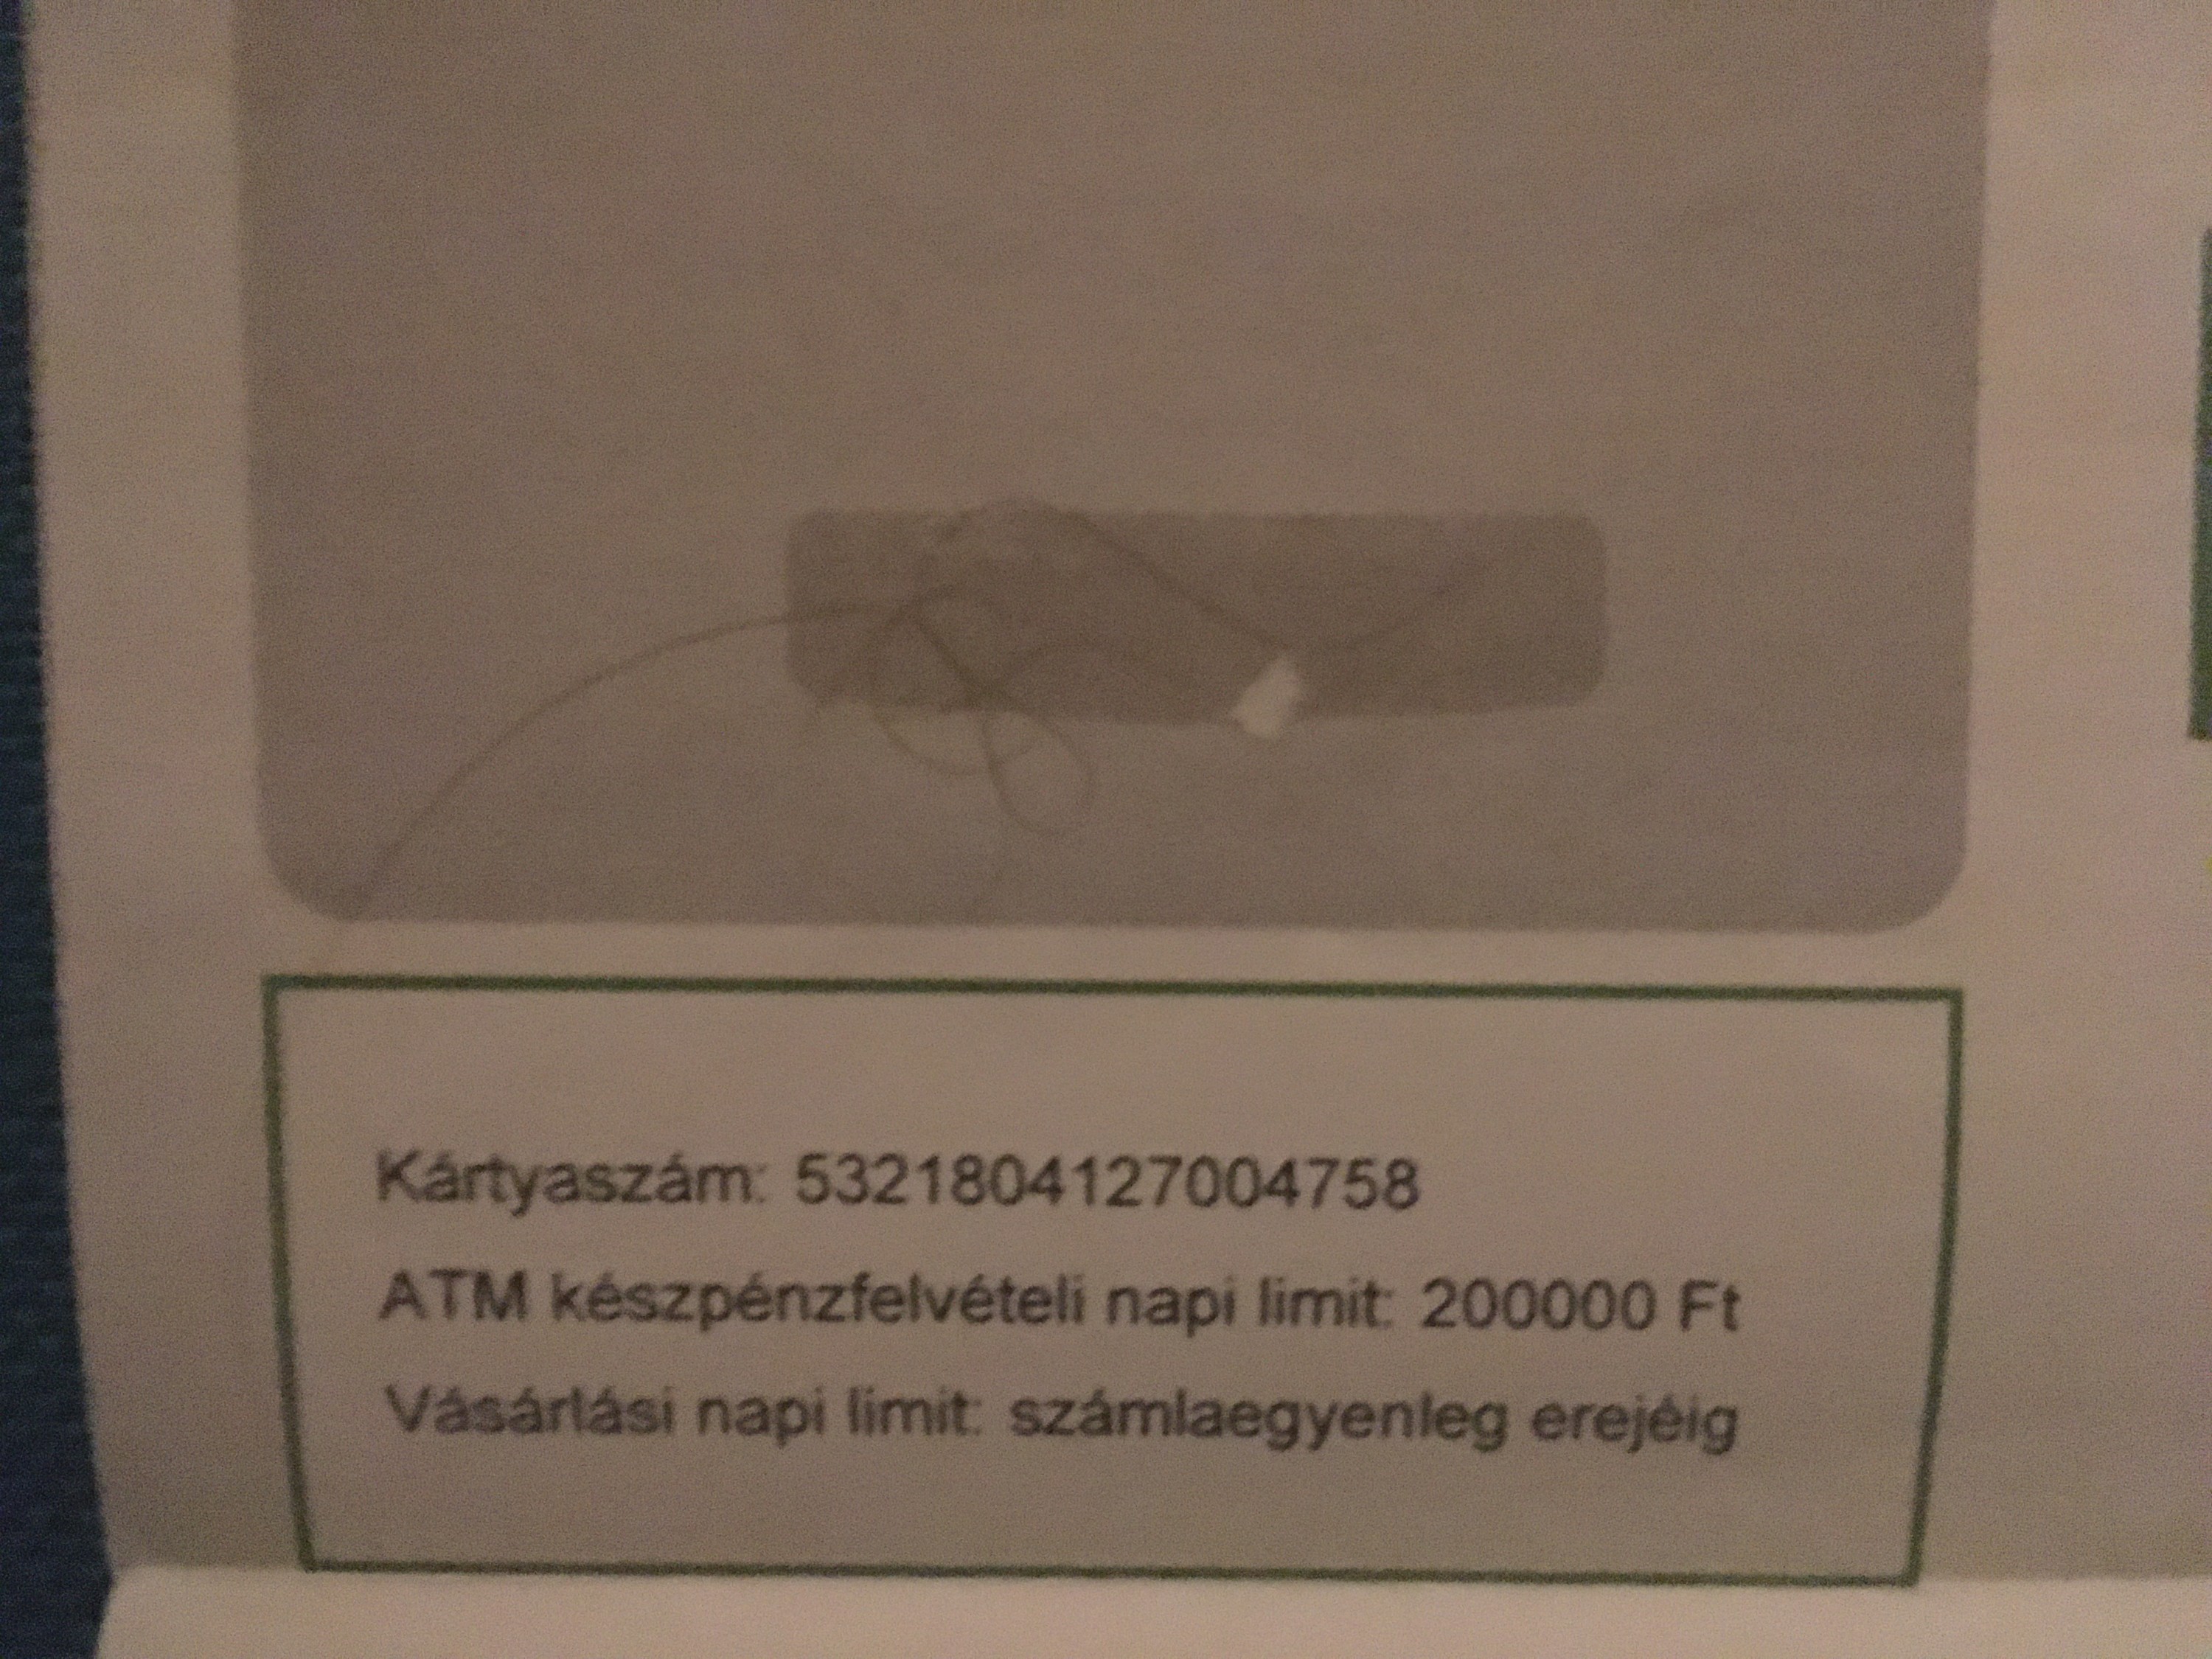 Kártyaszám: 5321804127004758
ATM készpénzfelvételi napi limit: 200000 Ft
Vásárlási napi limit: számlaegyenleg erejéig